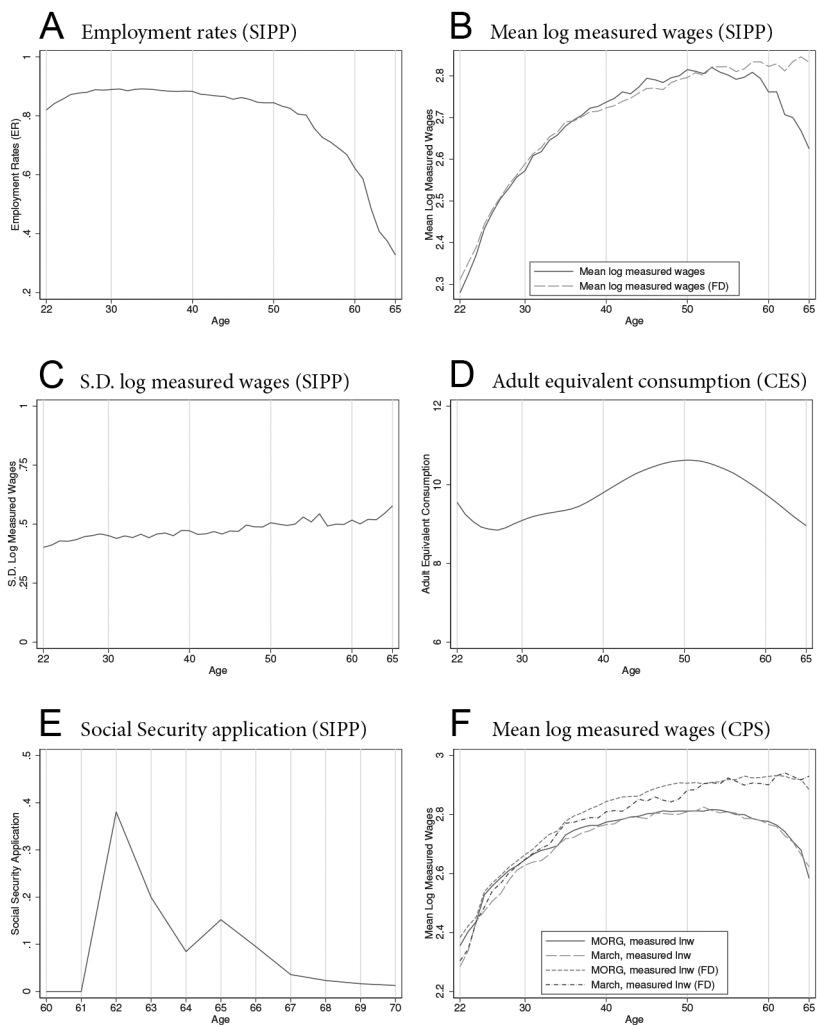 A Employment rates (SIPP)
Employment Rates (ER)
1
.8
.6
.4
.2
22 30 40 50 60 65
Age
B Mean log measured wages (SIPP)
Mean Log Measured Wages
2.8
2.7
2.6
2.5
2.4
2.3
Mean log measured wages
Mean log measured wages (FD)
22 30 40 50 60 65
Age
C S.D. log measured wages (SIPP)
S.D. Log Measured Wages
1
.75
.5
.25
0
22 30 40 50 60 65
Age
D Adult equivalent consumption (CES)
Adult Equivalent Consumption
12
10
8
6
22 30 40 50 60 65
Age
E Social Security application (SIPP)
Social Security Application
.5
.4
.3
.2
.1
0
60 61 62 63 64 65 66 67 68 69 70
Age
F Mean log measured wages (CPS)
Mean Log Measured Wages
3
2.8
2.6
2.4
2.2
MORG, measured lnw
March, measured lnw
MORG, measured lnw (FD)
March, measured lnw (FD)
22 30 40 50 60 65
Age